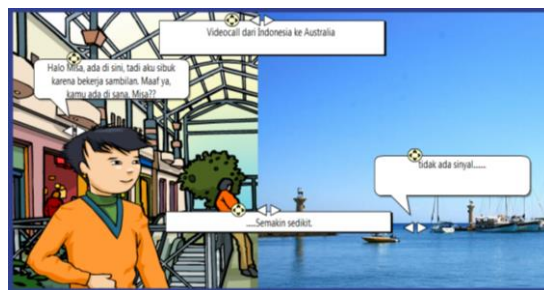 Videocall dari Indonesia ke Australia
Halo Misa, ada di sini, tadi aku sibuk
karena bekerja sambilan. Maaf ya,
kamu ada di sana, Misa??
tidak ada sinyal.......
.....Semakin sedikit.